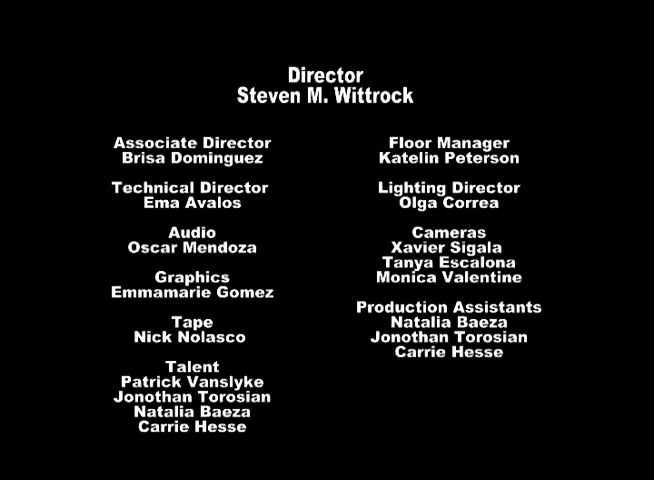 Director
Steven M. Wittrock
Associate Director
Brisa Dominguez
Technical Director
Ema Avalos
Audio
Oscar Mendoza
Graphics
Emmamarie Gomez
Tape
Nick Nolasco
Talent
Patrick Vanslyke
Jonothan Torosian
Natalia Baeza
Carrie Hesse
Floor Manager
Katelin Peterson
Lighting Director
Olga Correa
Cameras
Xavier Sigala
Tanya Escalona
Monica Valentine
Production Assistants
Natalia Baeza
Jonothan Torosian
Carrie Hesse